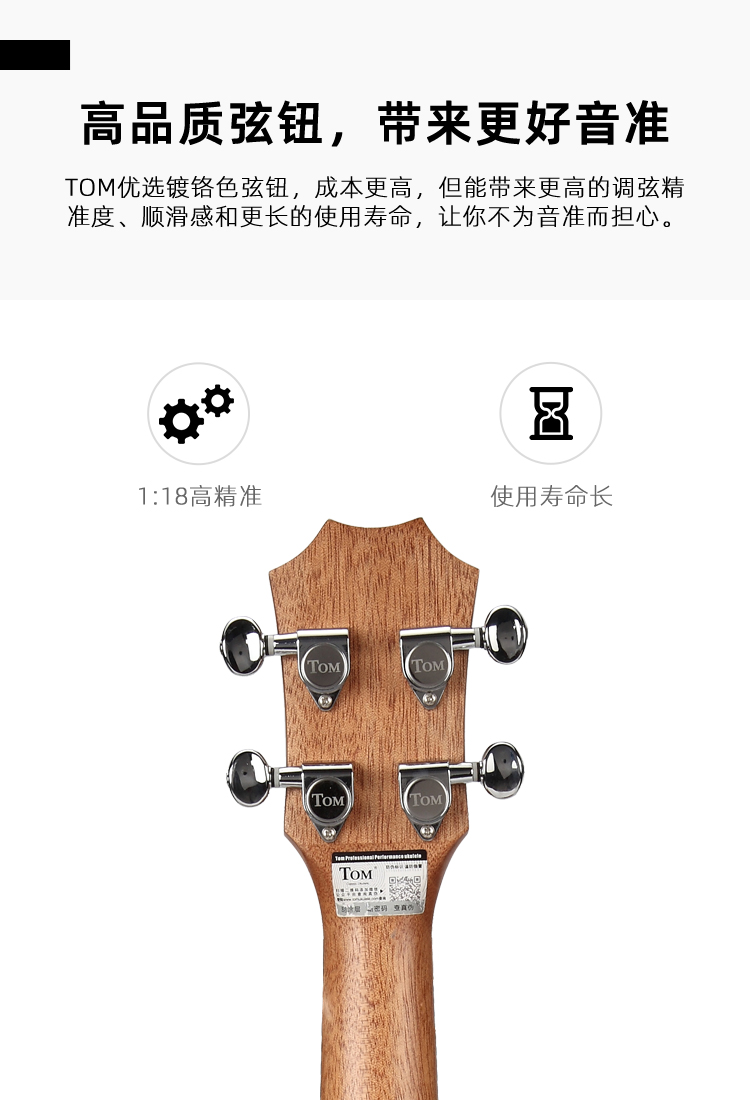 高品质弦钮，带来更好音准
TOM优选镀铬色弦钮，成本更高，但能带来更高的调弦精
准度、顺滑感和更长的使用寿命，让你不为音准而担心。
1:18高精准
使用寿命长
TOM
TOM
TOM
TOM
Tom Professional Performance ukulele
TOM